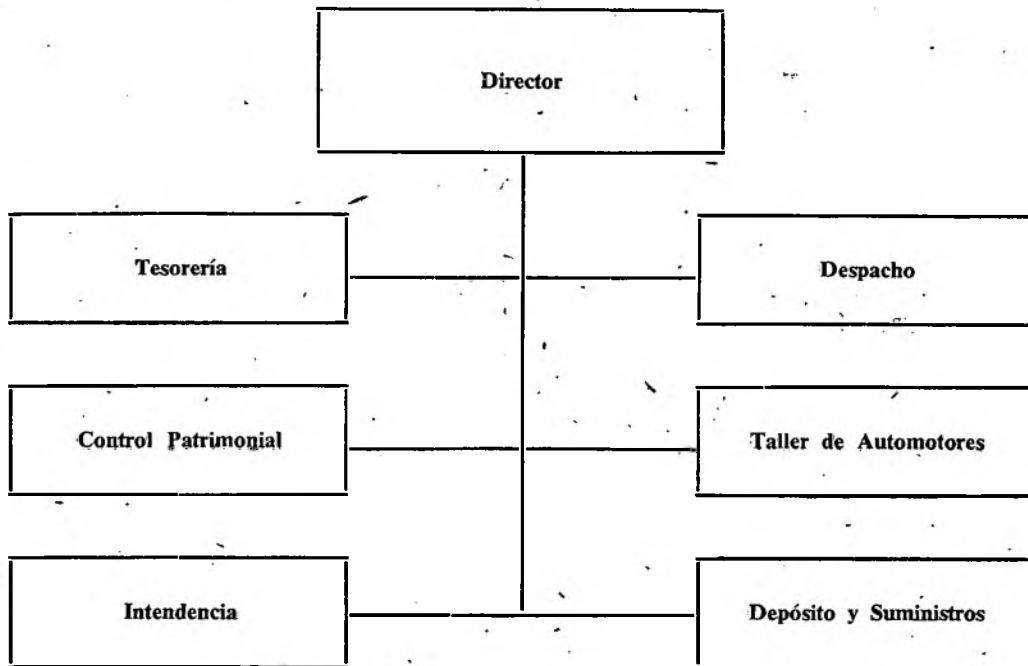 Director
Tesorería
Despacho
Control Patrimonial
Taller de Automotores
Intendencia
Depósito y Suministros